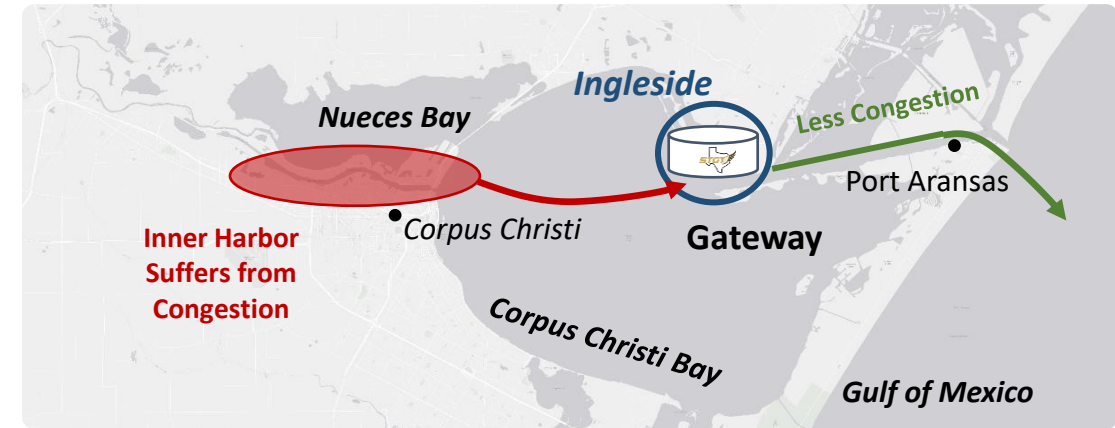 Ingleside
Nueces Bay
Less Congestion
STGT
Port Aransas
Corpus Christi
Gateway
Inner Harbor
Suffers from
Congestion
Corpus Christi Bay
Gulf of Mexico